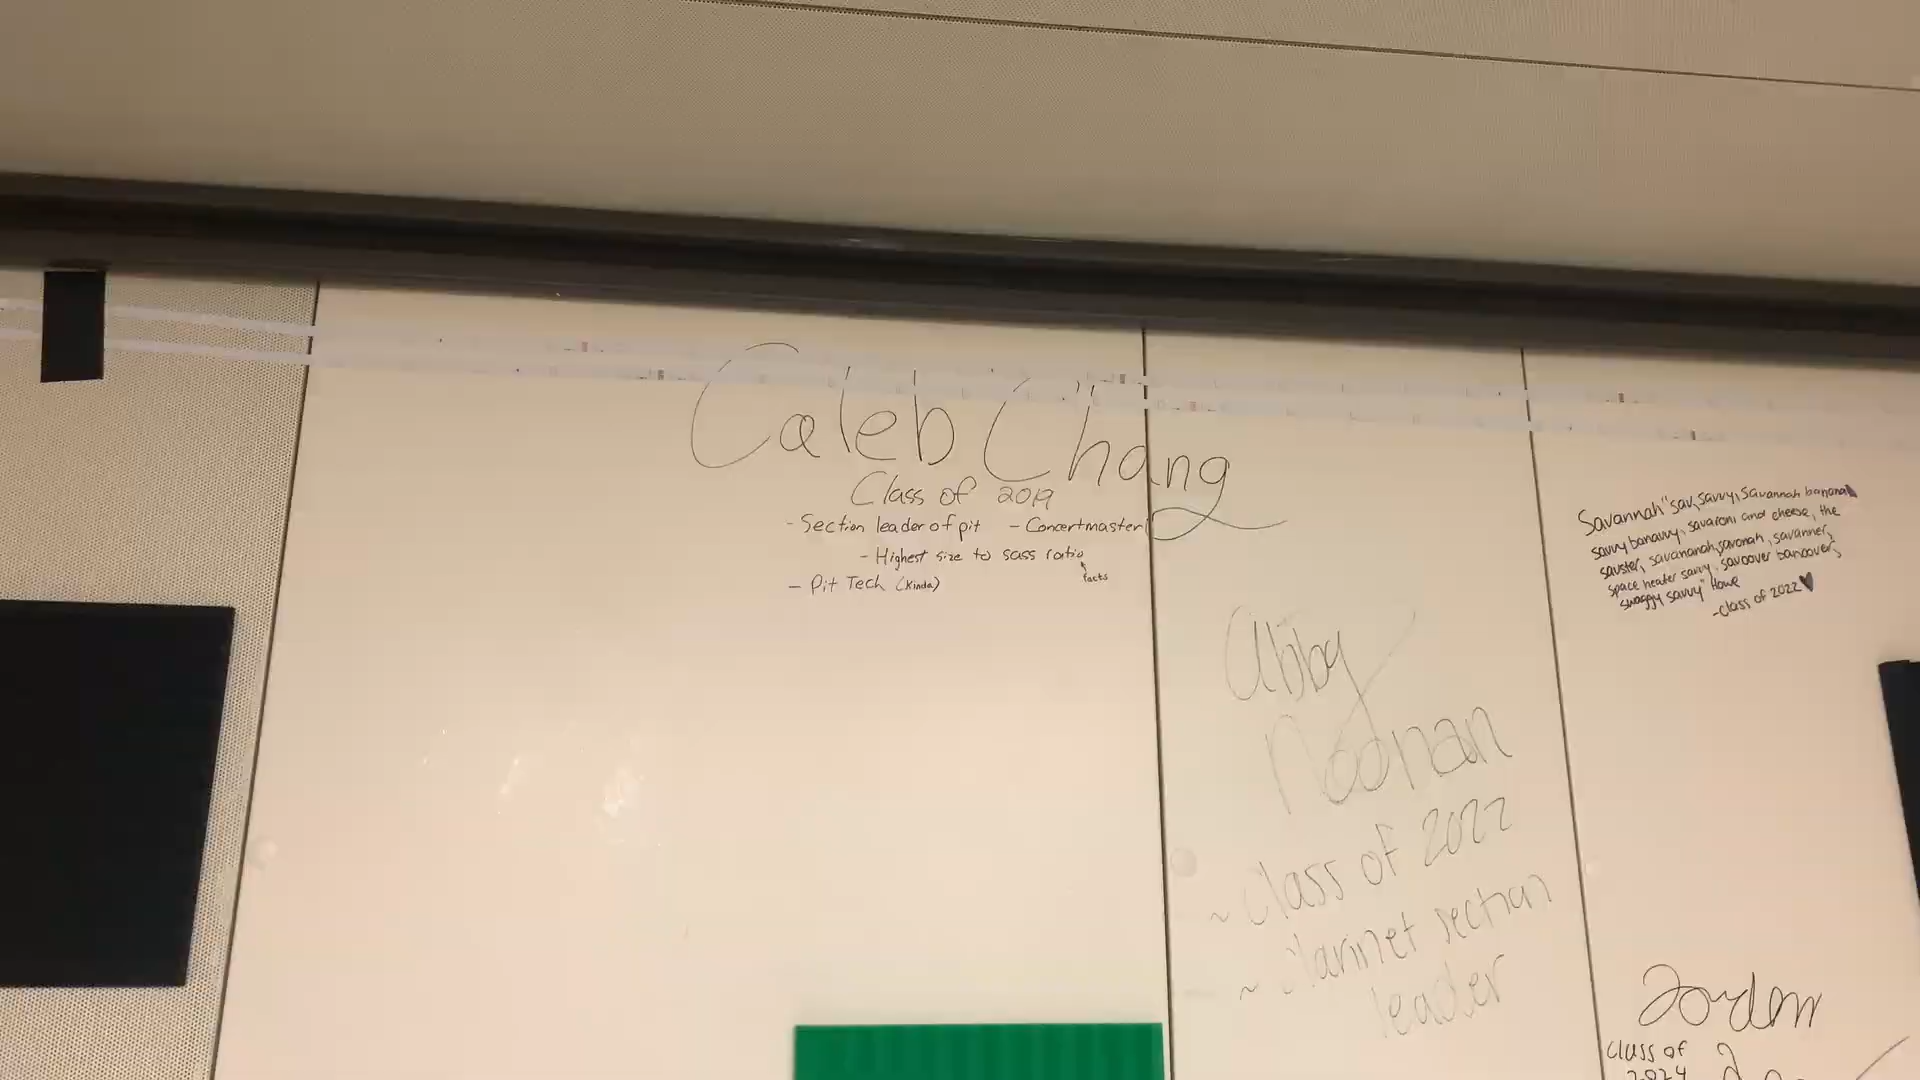 Caleb Chang
Class of 2019
- Section leader of pit - Concertmaster
- Highest size to sass ratio
facts
- Pit Tech (Kinda)
Abby
Noonan
~ Class of 2022
~ Clarinet section
leader
Savannah "sav, savvy, Savannah banana
savvy banavvy, savaroni and cheese, the
sauster, savananah, savonah, savanner,
space heater savvy, savoover banoover,
swaggy savvy" Howe
- class of 2022
Jordan
Class of
2024